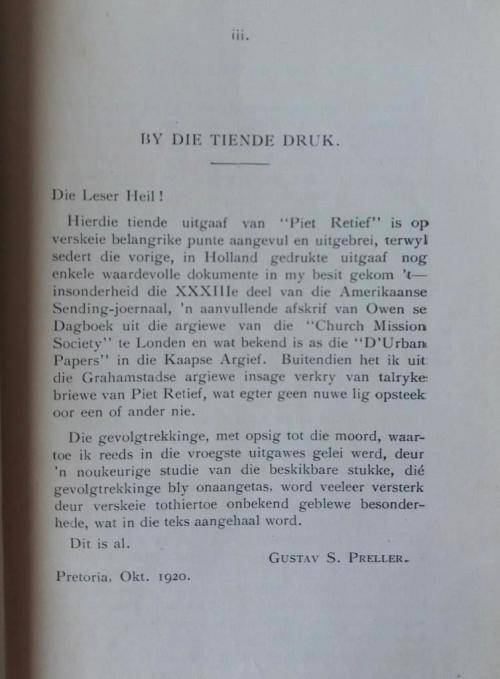 iii.
BY DIE TIENDE DRUK.
Die Leser Heil !
Hierdie tiende uitgaaf van "Piet Retief" is op
verskeie belangrike punte aangevul en uitgebrei, terwyl
sedert die vorige, in Holland gedrukte uitgaaf nog
enkele waardevolle dokumente in my besit gekom 't—
insonderheid die XXXIIIe deel van die Amerikaanse
Sending-joernaal, 'n aanvullende afskrif van Owen se
Dagboek uit die argiewe van die "Church Mission
Society" te Londen en wat bekend is as die "D'Urban
Papers" in die Kaapse Argief. Buitendien het ik uit
die Grahamstadse argiewe insage verkry van talryke
briewe van Piet Retief, wat egter geen nuwe lig opsteek
oor een of ander nie.
Die gevolgtrekkinge, met opsig tot die moord, waar-
toe ik reeds in die vroegste uitgawes gelei werd, deur
'n noukeurige studie van die beskikbare stukke, dié
gevolgtrekkinge bly onaangetas, word veeleer versterk
deur verskeie tothiertoe onbekend geblewe besonder-
hede, wat in die teks aangehaal word.
Dit is al.
GUSTAV S. PRELLER.
Pretoria, Okt. 1920.